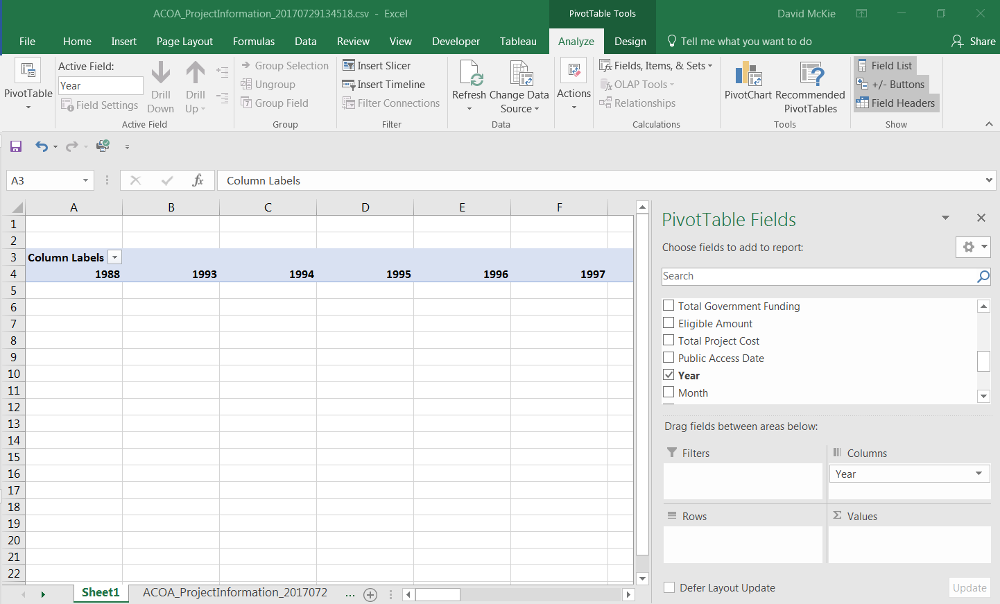 ACOA_ProjectInformation_20170729134518.csv - Excel
PivotTable Tools
David McKie
File Home Insert Page Layout Formulas Data Review View Developer Tableau Analyze Design Tell me what you want to do Share
PivotTable
Active Field:
Year
Field Settings
Drill Down
Drill Up
Active Field
Group Selection
Ungroup
Group Field
Group
Insert Slicer
Insert Timeline
Filter Connections
Filter
Refresh
Change Data Source
Data
Actions
Fields, Items, & Sets
OLAP Tools
Relationships
Calculations
PivotChart
Recommended PivotTables
Tools
Field List
+/- Buttons
Field Headers
Show
A3
fx
Column Labels
A B C D E F
1
2
3 Column Labels
4 1988 1993 1994 1995 1996 1997
5
6
7
8
9
10
11
12
13
14
15
16
17
18
19
20
21
22
Sheet1 ACOA_ProjectInformation_2017072 ...
PivotTable Fields
Choose fields to add to report:
Search
Total Government Funding
Eligible Amount
Total Project Cost
Public Access Date
Year
Month
Drag fields between areas below:
Filters
Columns
Year
Rows
Σ Values
Defer Layout Update
Update